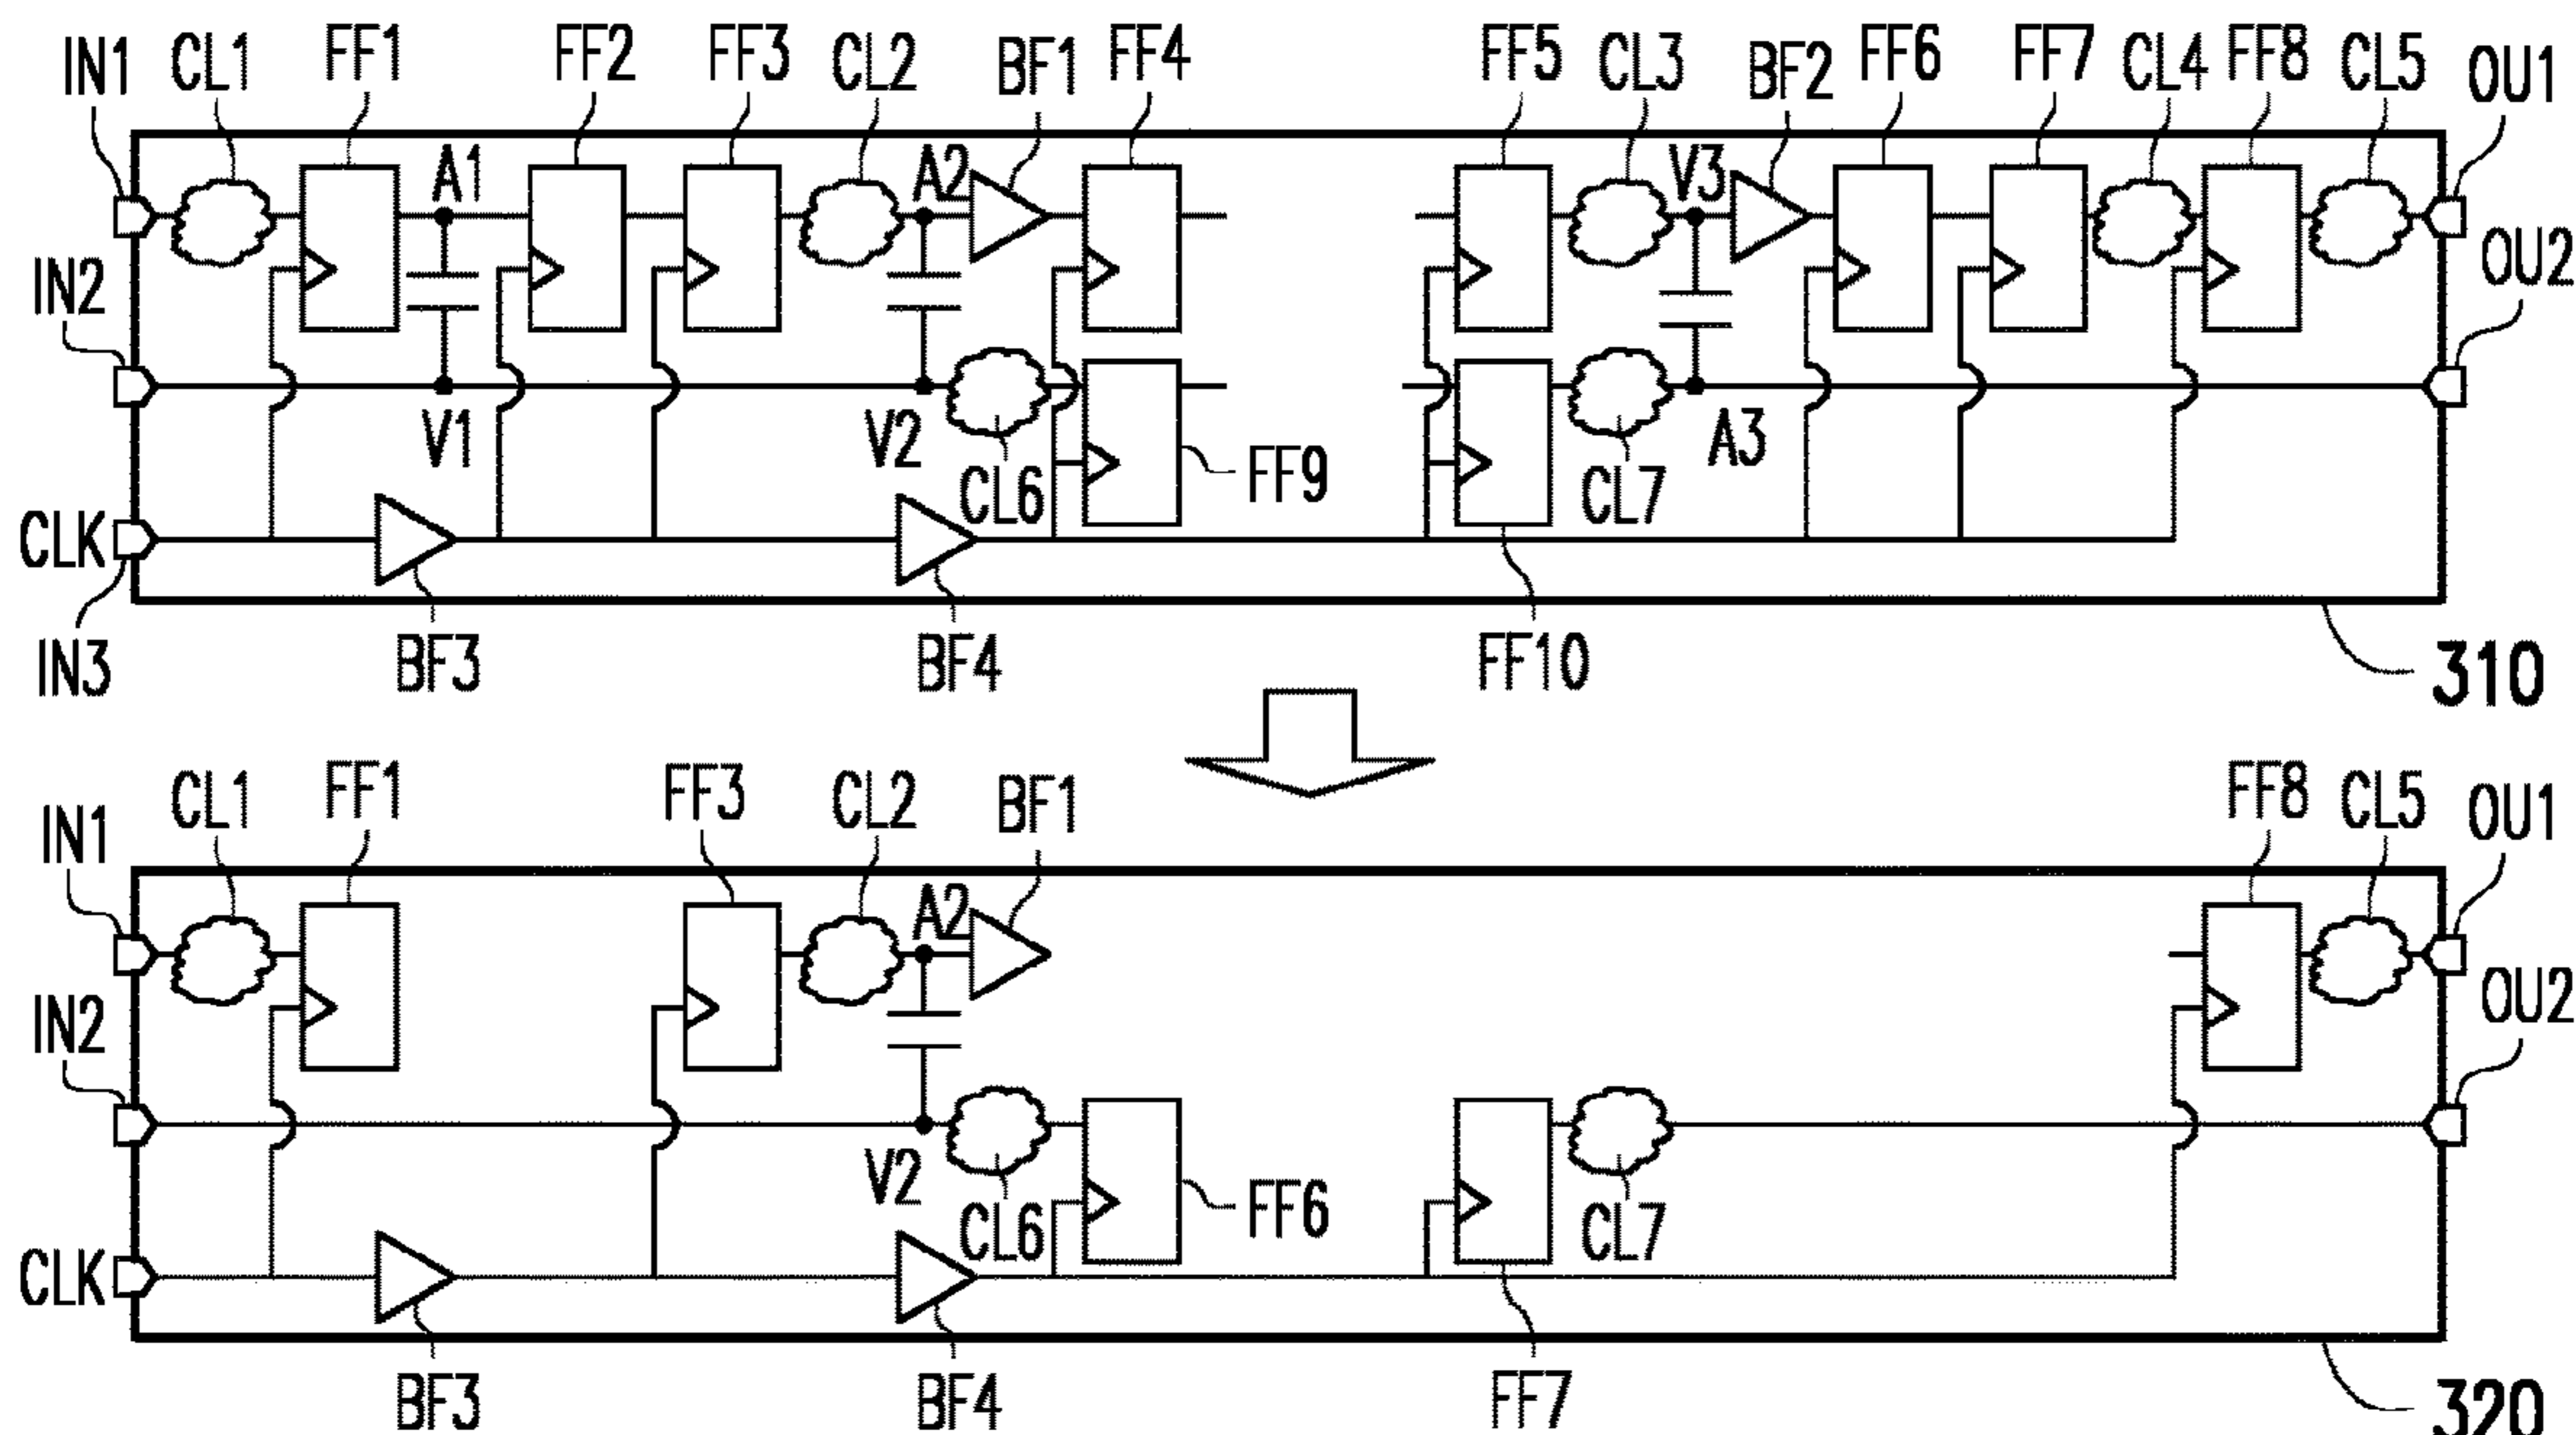 IN1 CL1 FF1 FF2 FF3 CL2 BF1 FF4 FF5 CL3 BF2 FF6 FF7 CL4 FF8 CL5 OU1
A1 A2 V3
IN2 OU2
V1 V2 A3
CL6 FF9 CL7
CLK
IN3 BF3 BF4 FF10 310
IN1 CL1 FF1 FF3 CL2 BF1 FF8 CL5 OU1
A2
IN2 OU2
V2 CL6 FF6 CL7
CLK
BF3 BF4 FF7 320